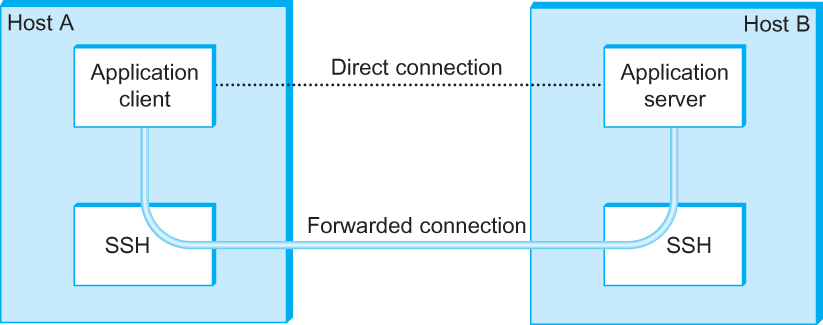 Host A
Host B
Application
client
Direct connection
Application
server
Forwarded connection
SSH
SSH